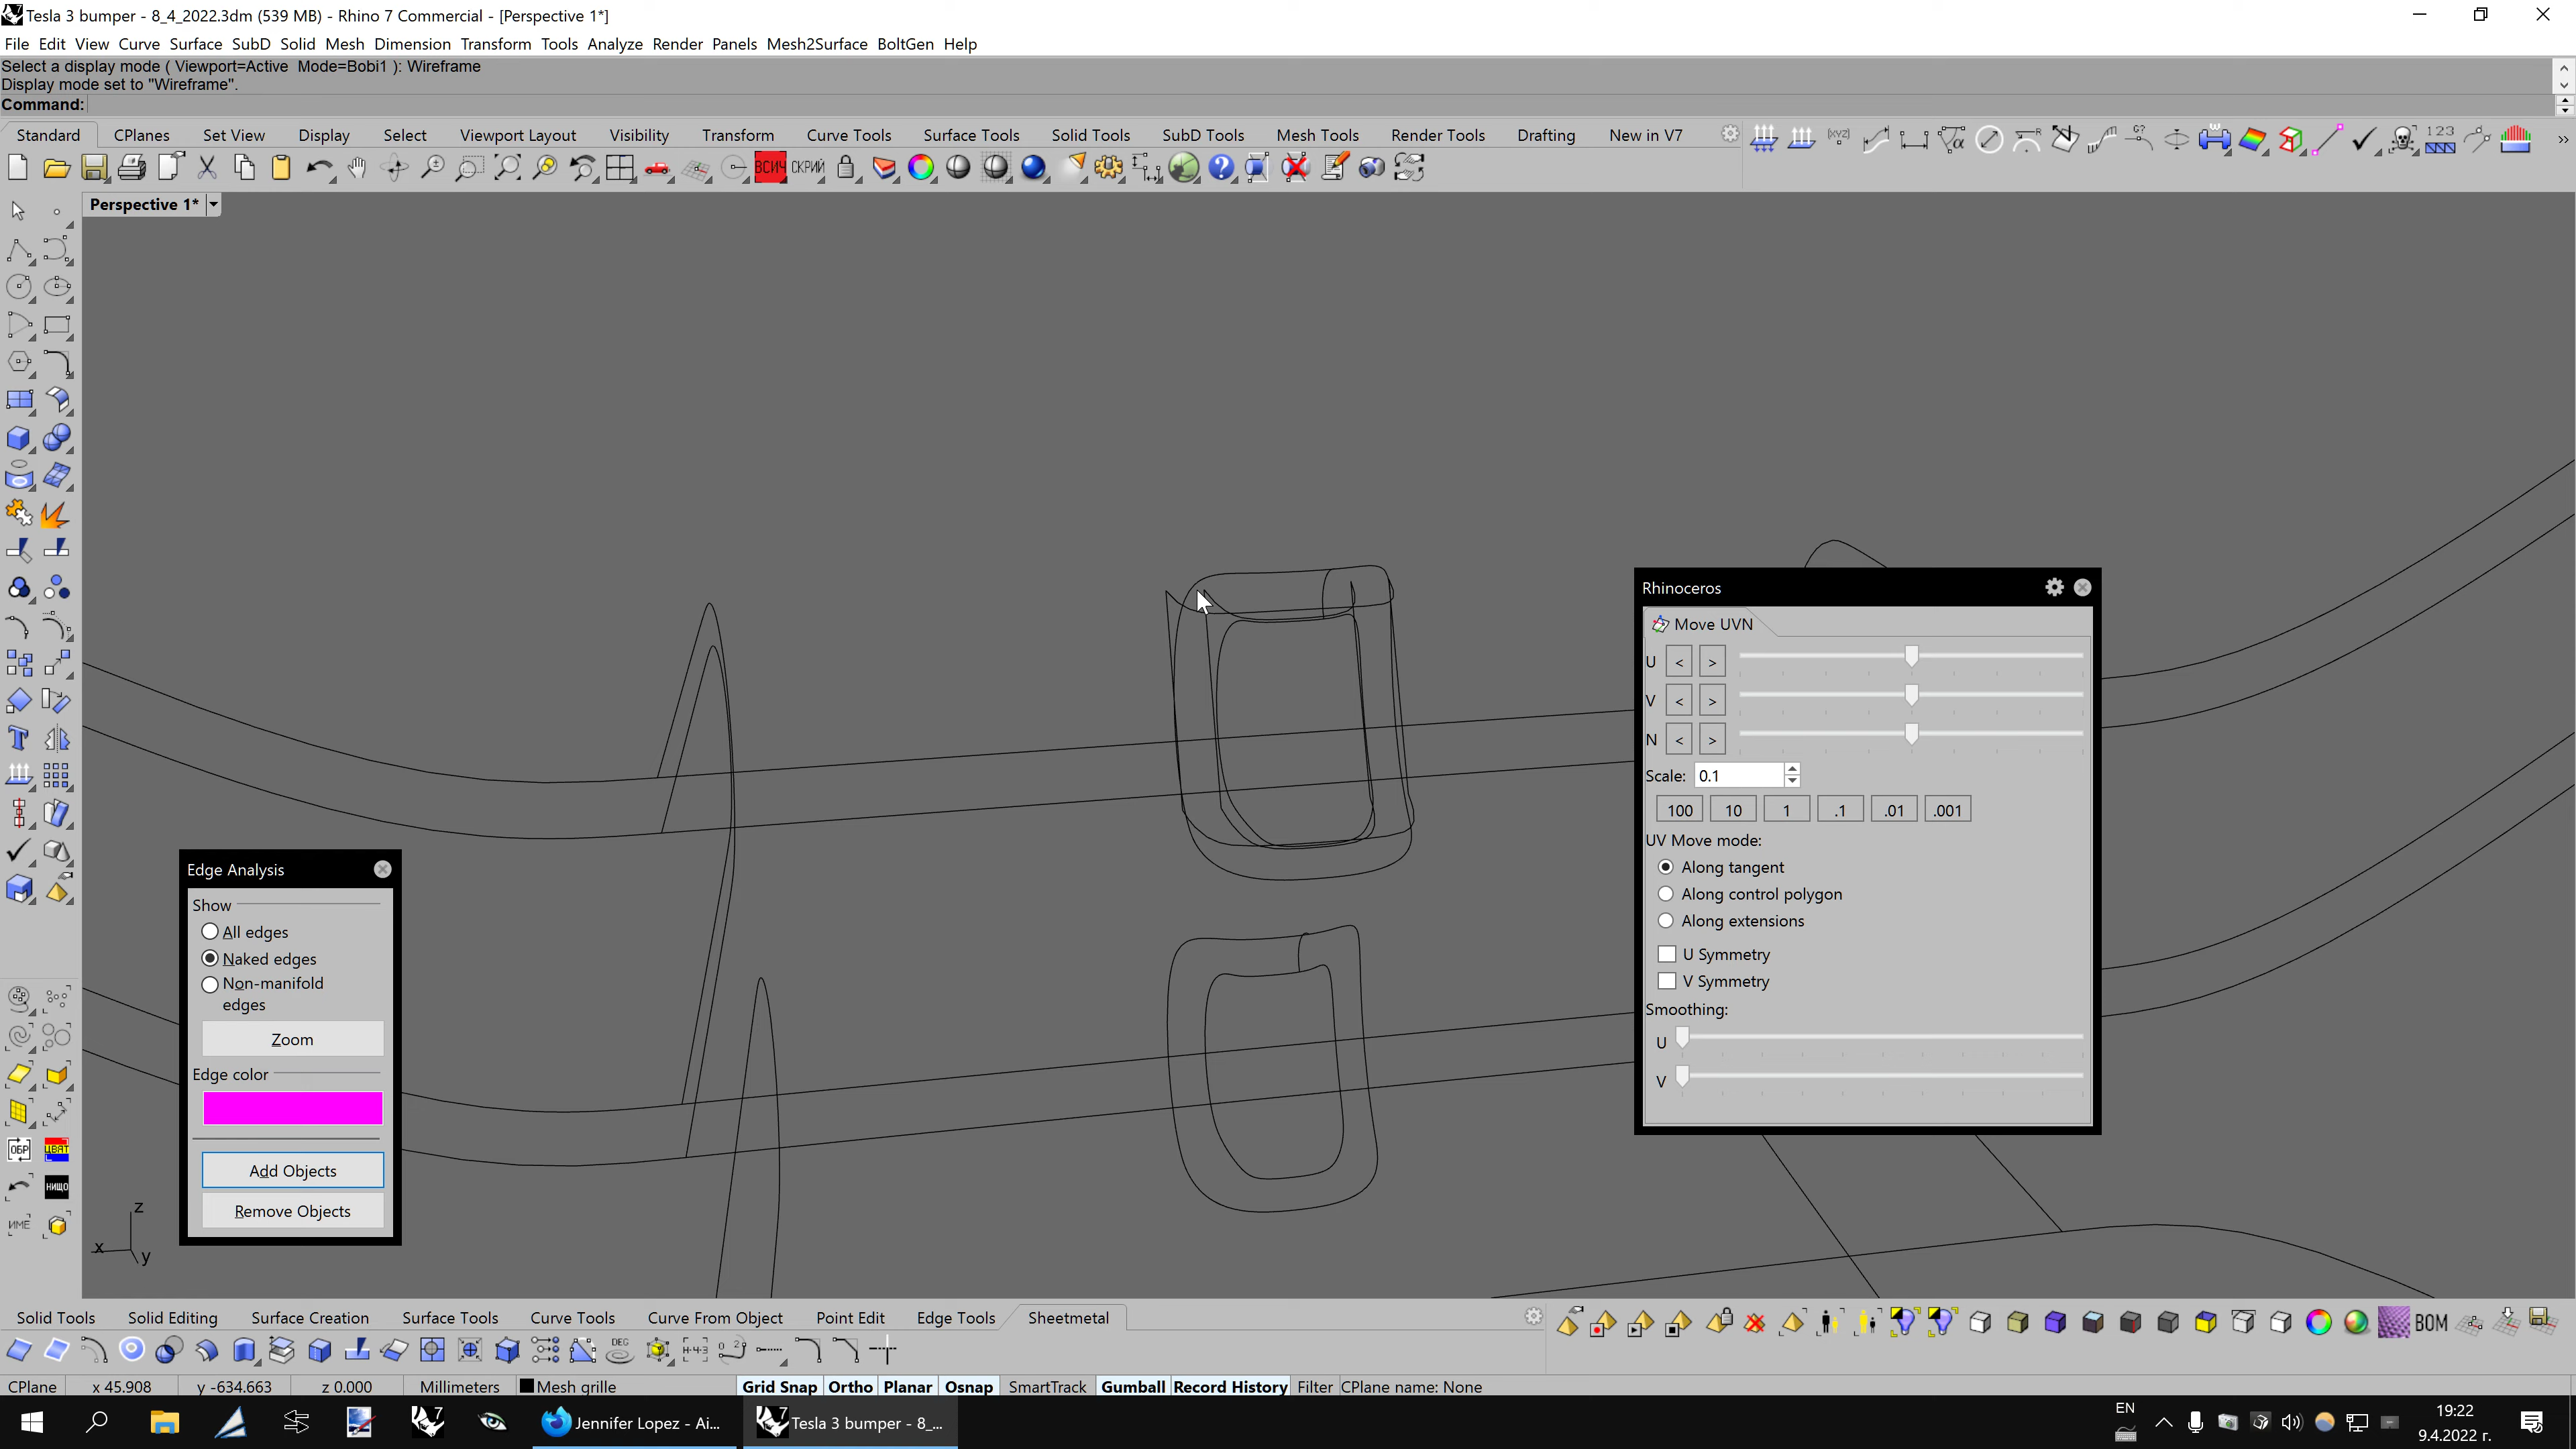 Tesla 3 bumper - 8_4_2022.3dm (539 MB) - Rhino 7 Commercial - [Perspective 1*]
File Edit View Curve Surface SubD Solid Mesh Dimension Transform Tools Analyze Render Panels Mesh2Surface BoltGen Help
Select a display mode ( Viewport=Active Mode=Bobi1 ): Wireframe
Display mode set to "Wireframe".
Command:
Standard CPlanes Set View Display Select Viewport Layout Visibility Transform Curve Tools Surface Tools Solid Tools SubD Tools Mesh Tools Render Tools Drafting New in V7
ВСИЧ СКРИЙ
Perspective 1*
Rhinoceros
Move UVN
U < >
V < >
N < >
Scale: 0.1
100 10 1 .1 .01 .001
UV Move mode:
Along tangent
Along control polygon
Along extensions
U Symmetry
V Symmetry
Smoothing:
U
V
Edge Analysis
Show
All edges
Naked edges
Non-manifold
edges
Zoom
Edge color
Add Objects
Remove Objects
ОБР ЦВЯТ
НИЩО
ИМЕ
z
x
y
Solid Tools Solid Editing Surface Creation Surface Tools Curve Tools Curve From Object Point Edit Edge Tools Sheetmetal
DEG
BOM
CPlane x 45.908 y -634.663 z 0.000 Millimeters Mesh grille Grid Snap Ortho Planar Osnap SmartTrack Gumball Record History Filter CPlane name: None
Jennifer Lopez - Ai...
Tesla 3 bumper - 8_...
EN
19:22
9.4.2022 г.